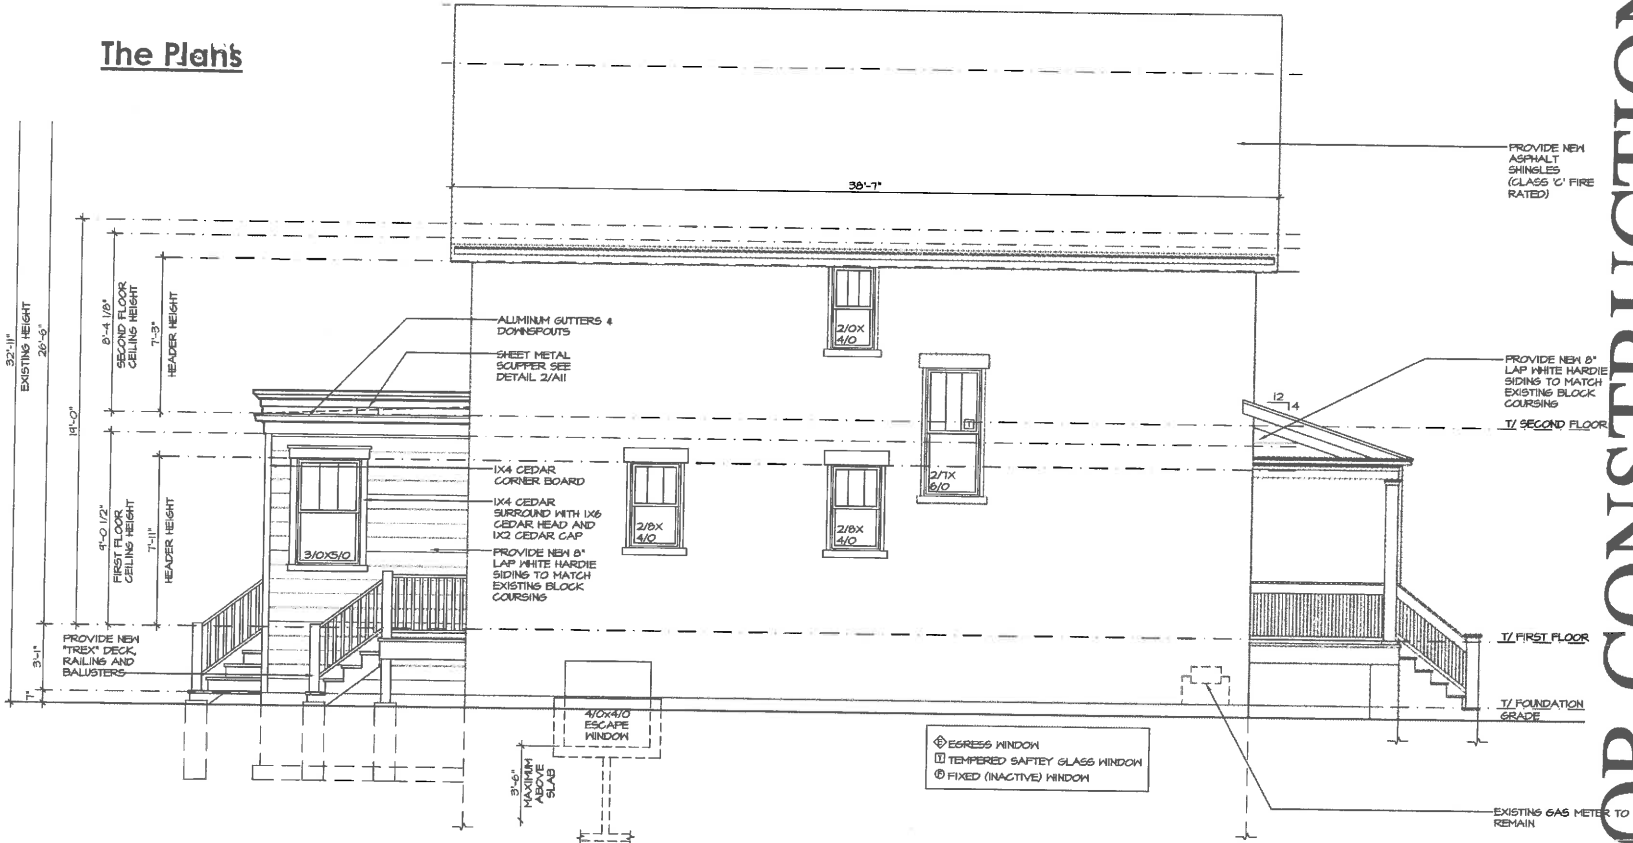 The Plans
38'-7"
PROVIDE NEW
ASPHALT
SHINGLES
(CLASS 'C' FIRE
RATED)
32'-11"
EXISTING HEIGHT
26'-6"
19'-0"
8'-4 1/8"
SECOND FLOOR
CEILING HEIGHT
7'-3"
HEADER HEIGHT
ALUMINUM GUTTERS &
DOWNSPOUTS
SHEET METAL
SCUPPER SEE
DETAIL 2/A11
2/0X
4/0
PROVIDE NEW 8"
LAP WHITE HARDIE
SIDING TO MATCH
EXISTING BLOCK
COURSING
12
14
T/ SECOND FLOOR
9'-0 1/2"
FIRST FLOOR
CEILING HEIGHT
7'-11"
HEADER HEIGHT
1X4 CEDAR
CORNER BOARD
1X4 CEDAR
SURROUND WITH 1X6
CEDAR HEAD AND
1X2 CEDAR CAP
PROVIDE NEW 8"
LAP WHITE HARDIE
SIDING TO MATCH
EXISTING BLOCK
COURSING
3/0X5/0
2/8X
4/0
2/8X
4/0
T
2/7X
6/0
PROVIDE NEW
"TREX" DECK,
RAILING AND
BALUSTERS
3'-1"
7"
T/ FIRST FLOOR
T/ FOUNDATION
GRADE
4/0X4/0
ESCAPE
WINDOW
3'-6"
MAXIMUM
ABOVE
SLAB
E EGRESS WINDOW
T TEMPERED SAFTEY GLASS WINDOW
F FIXED (INACTIVE) WINDOW
EXISTING GAS METER TO
REMAIN
OR CONSTRUCTION